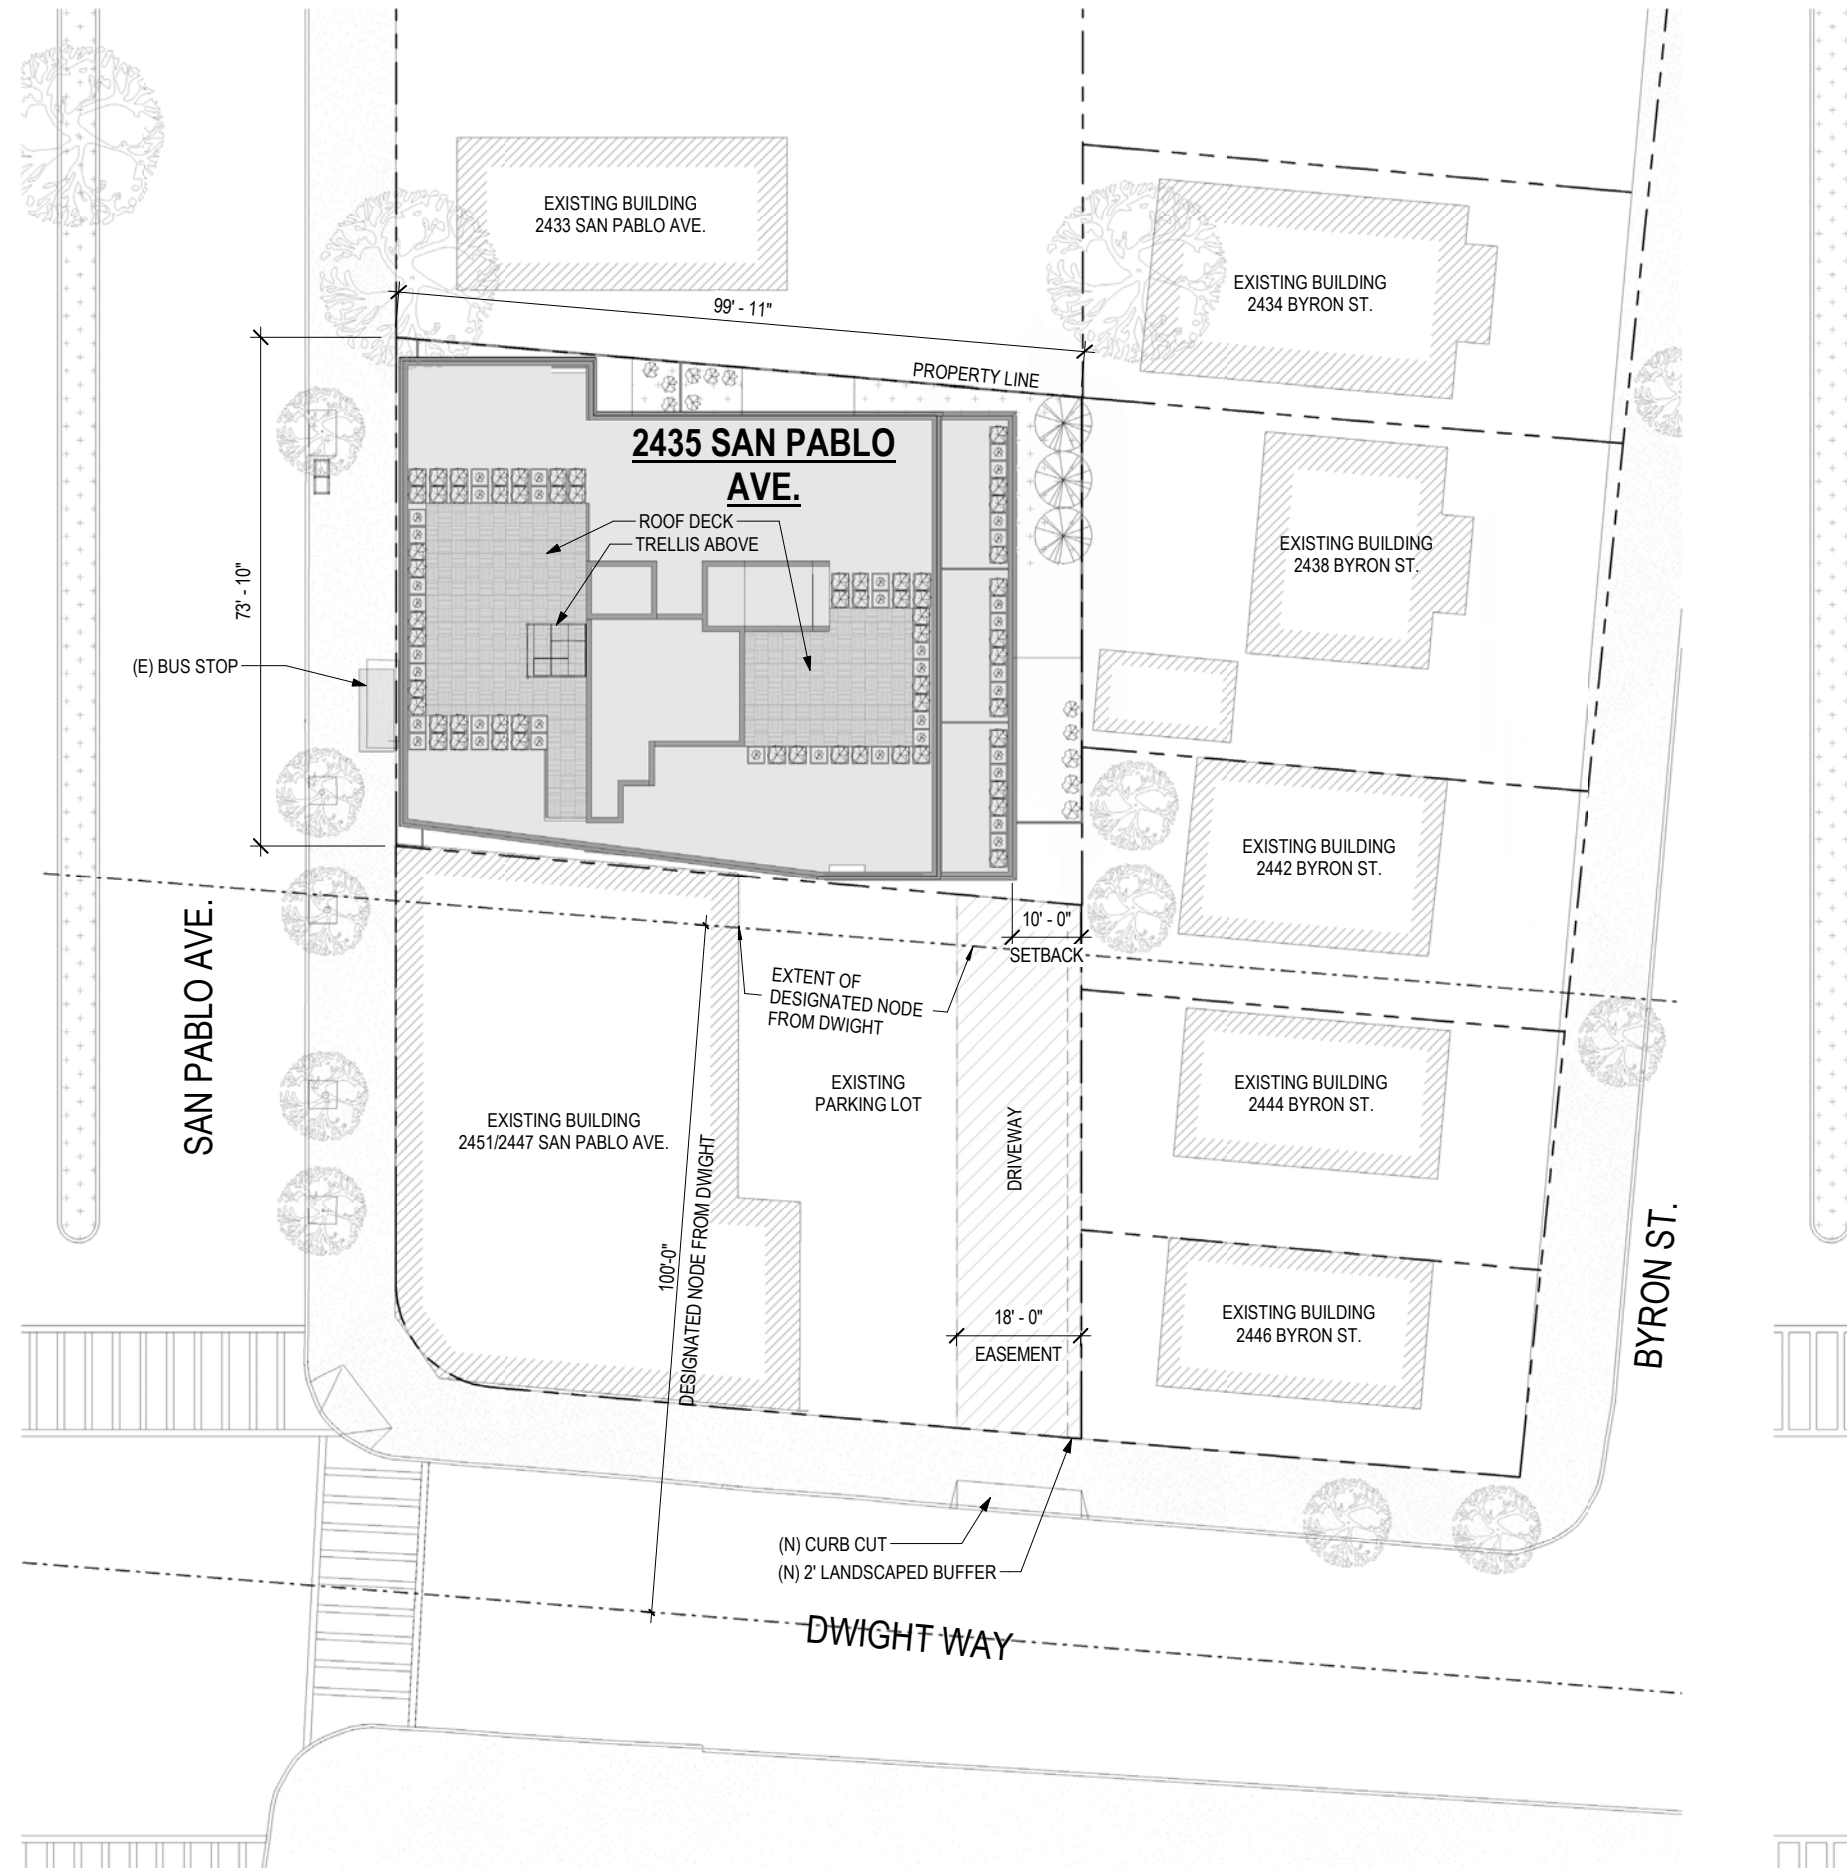 EXISTING BUILDING
2433 SAN PABLO AVE.
EXISTING BUILDING
2434 BYRON ST.
99' - 11"
PROPERTY LINE
2435 SAN PABLO
AVE.
ROOF DECK
TRELLIS ABOVE
EXISTING BUILDING
2438 BYRON ST.
73' - 10"
(E) BUS STOP
EXISTING BUILDING
2442 BYRON ST.
10' - 0"
SETBACK
SAN PABLO AVE.
EXTENT OF
DESIGNATED NODE
FROM DWIGHT
EXISTING
PARKING LOT
EXISTING BUILDING
2444 BYRON ST.
EXISTING BUILDING
2451/2447 SAN PABLO AVE.
DRIVEWAY
100'-0"
DESIGNATED NODE FROM DWIGHT
18' - 0"
EASEMENT
EXISTING BUILDING
2446 BYRON ST.
BYRON ST.
(N) CURB CUT
(N) 2' LANDSCAPED BUFFER
DWIGHT WAY